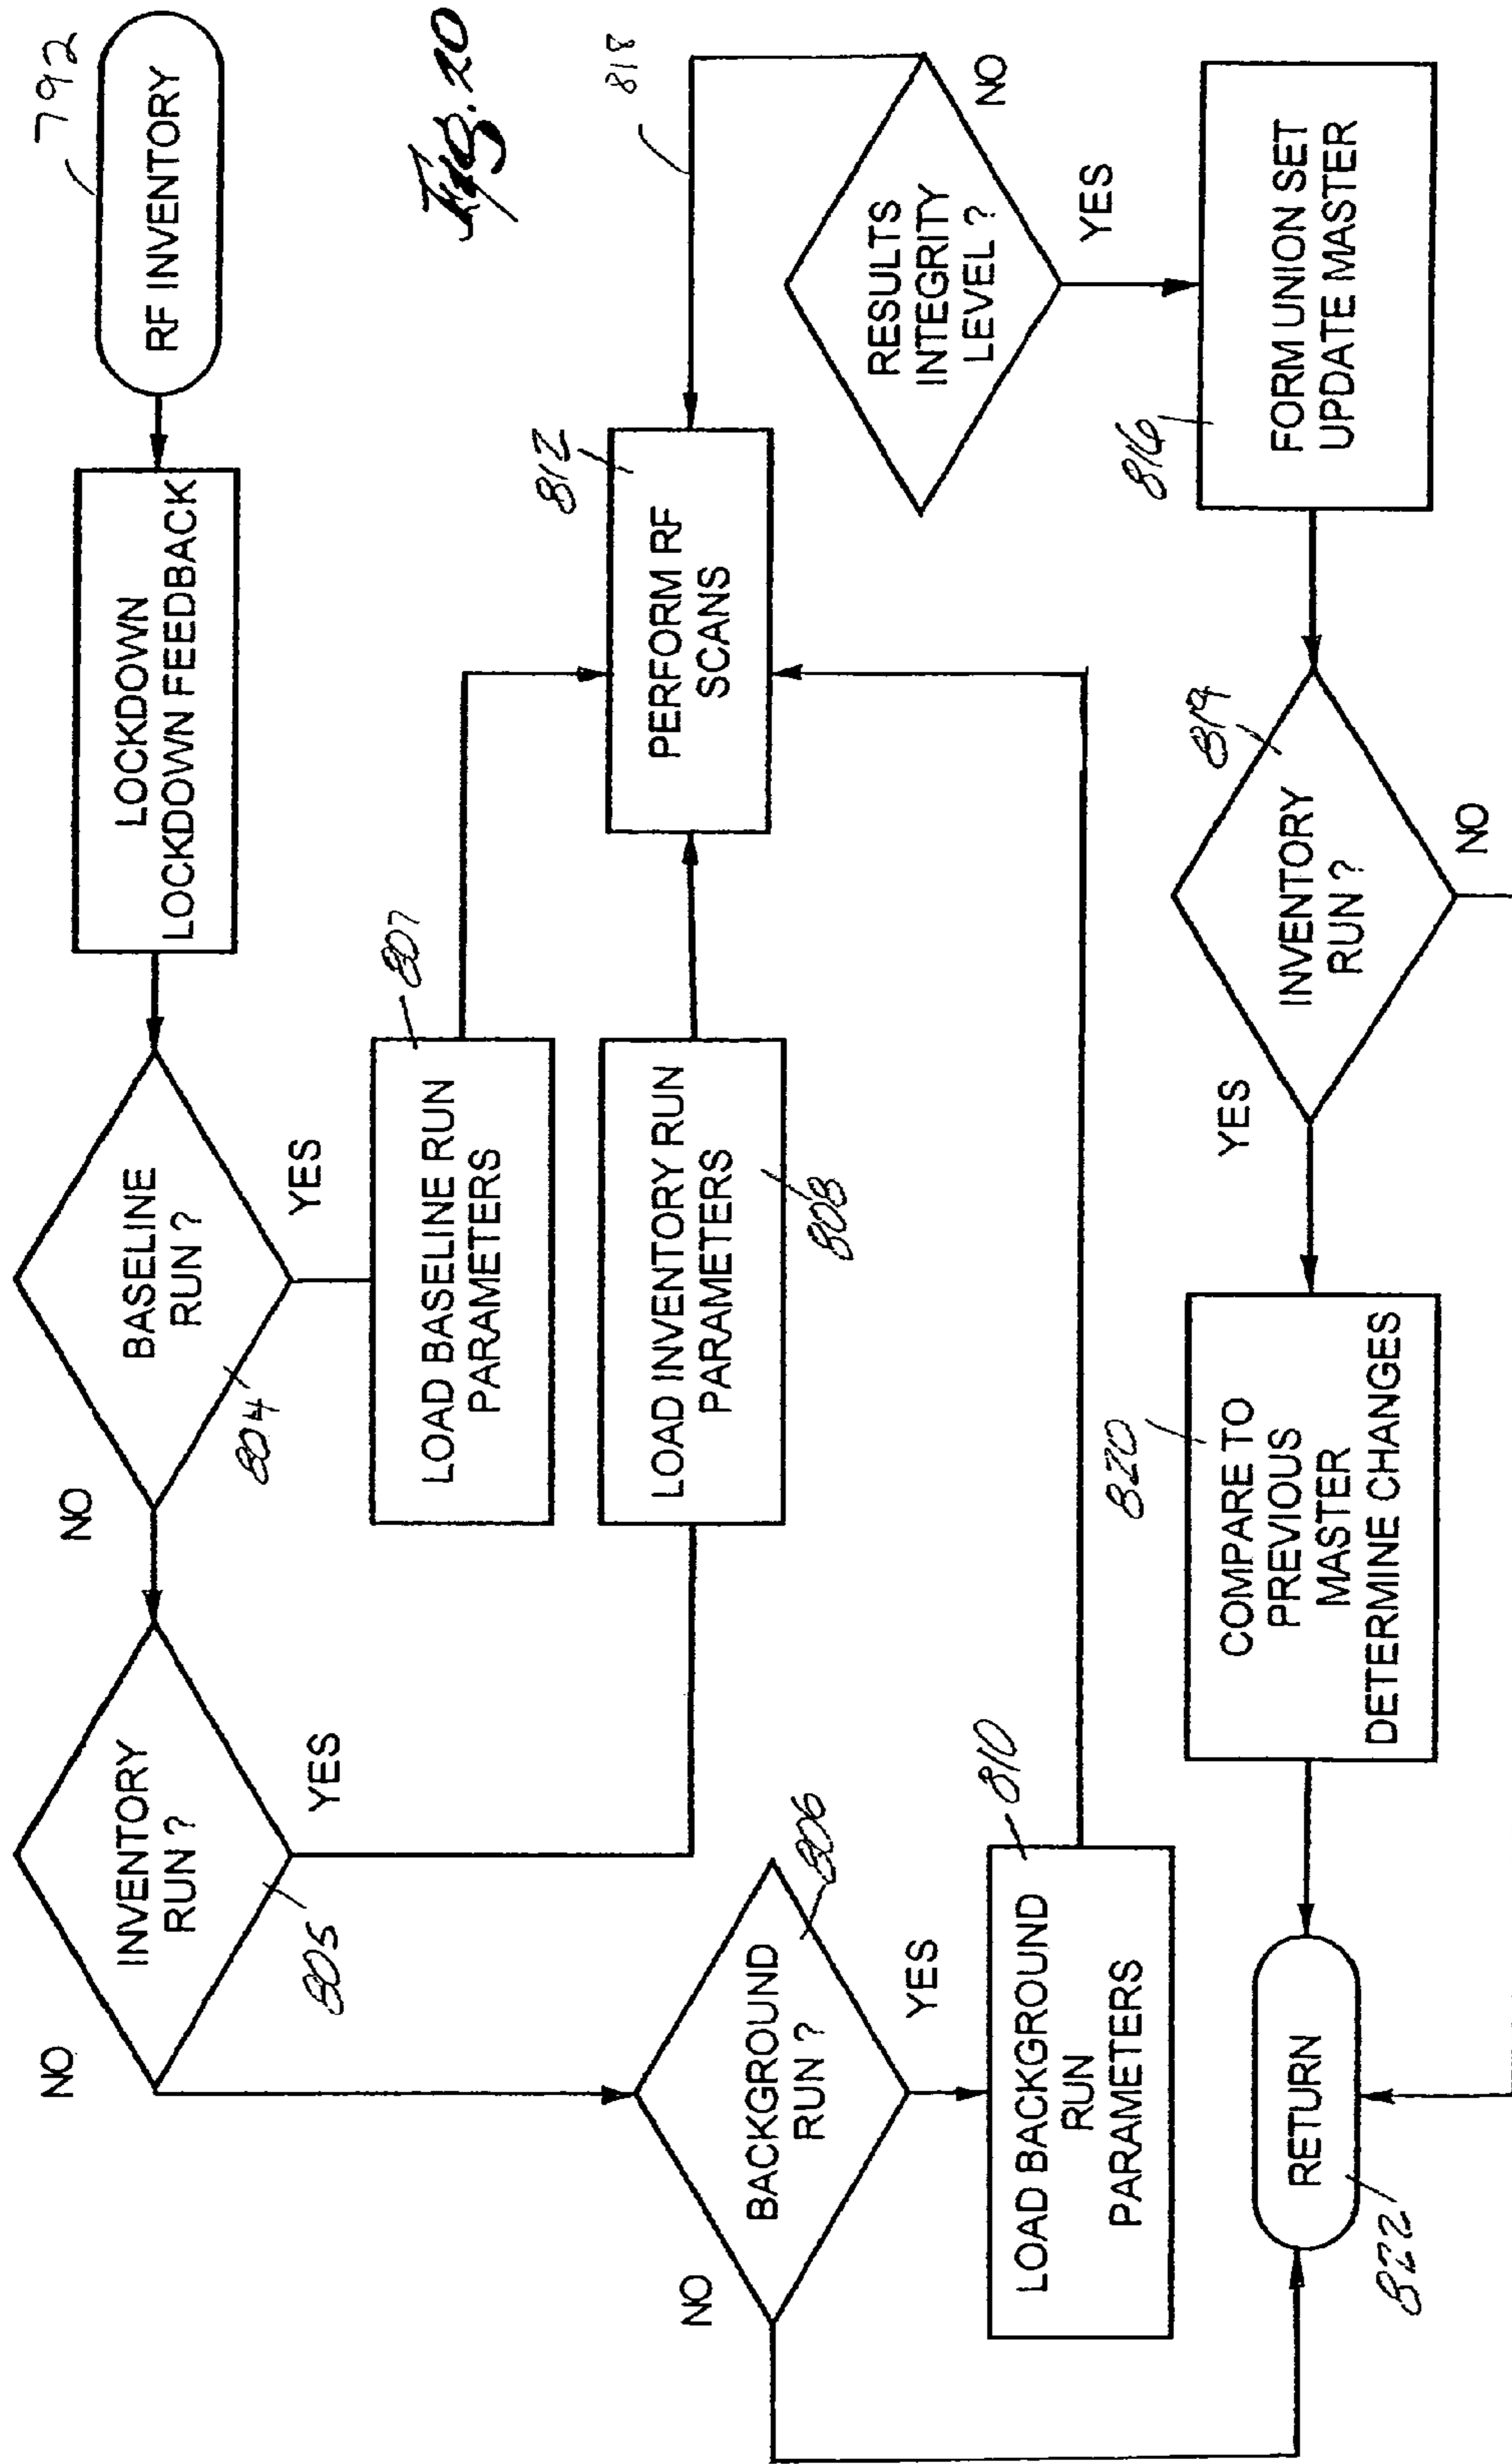 792
RF INVENTORY
LOCKDOWN
LOCKDOWN FEEDBACK
BASELINE
RUN ?
804
NO
YES
INVENTORY
RUN ?
805
NO
YES
807
LOAD BASELINE RUN
PARAMETERS
LOAD INVENTORY RUN
PARAMETERS
808
BACKGROUND
RUN ?
806
NO
YES
810
LOAD BACKGROUND
RUN
PARAMETERS
Fig. 20
812
PERFORM RF
SCANS
818
RESULTS
INTEGRITY
LEVEL ?
NO
YES
816
FORM UNION SET
UPDATE MASTER
819
INVENTORY
RUN ?
YES
NO
820
COMPARE TO
PREVIOUS
MASTER
DETERMINE CHANGES
RETURN
822